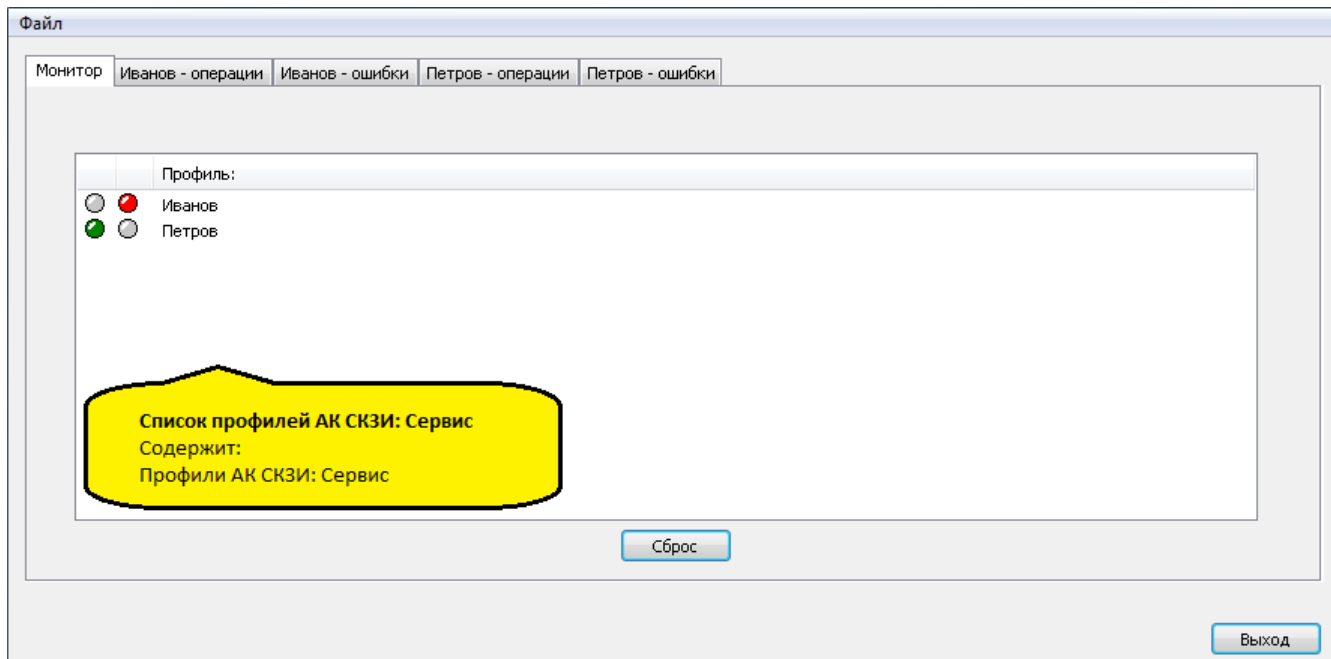 Файл
Монитор Иванов - операции Иванов - ошибки Петров - операции Петров - ошибки
Профиль:
Иванов
Петров
Список профилей АК СКЗИ: Сервис
Содержит:
Профили АК СКЗИ: Сервис
Сброс
Выход